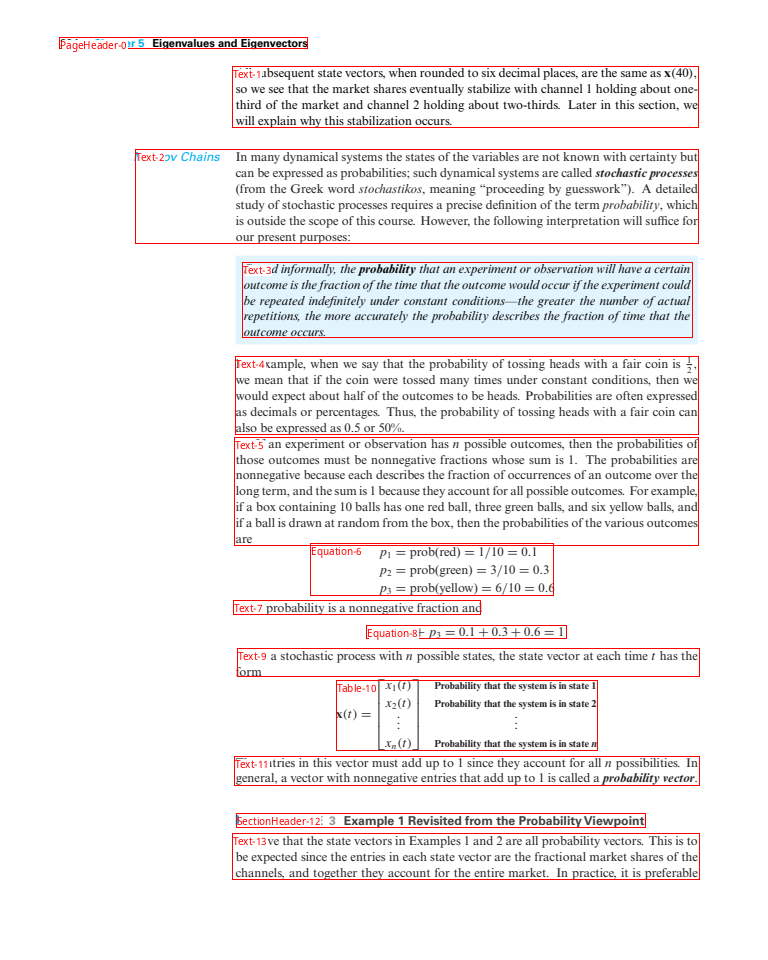 PageHeader-0 r 5 Eigenvalues and Eigenvectors
Text-1 bsequent state vectors, when rounded to six decimal places, are the same as x(40),
so we see that the market shares eventually stabilize with channel 1 holding about one-
third of the market and channel 2 holding about two-thirds. Later in this section, we
will explain why this stabilization occurs.
Text-2 ov Chains In many dynamical systems the states of the variables are not known with certainty but
can be expressed as probabilities; such dynamical systems are called stochastic processes
(from the Greek word stochastikos, meaning “proceeding by guesswork”). A detailed
study of stochastic processes requires a precise definition of the term probability, which
is outside the scope of this course. However, the following interpretation will suffice for
our present purposes:
Text-3 d informally, the probability that an experiment or observation will have a certain
outcome is the fraction of the time that the outcome would occur if the experiment could
be repeated indefinitely under constant conditions—the greater the number of actual
repetitions, the more accurately the probability describes the fraction of time that the
outcome occurs.
Text-4 xample, when we say that the probability of tossing heads with a fair coin is 1/2,
we mean that if the coin were tossed many times under constant conditions, then we
would expect about half of the outcomes to be heads. Probabilities are often expressed
as decimals or percentages. Thus, the probability of tossing heads with a fair coin can
also be expressed as 0.5 or 50%.
Text-5 an experiment or observation has n possible outcomes, then the probabilities of
those outcomes must be nonnegative fractions whose sum is 1. The probabilities are
nonnegative because each describes the fraction of occurrences of an outcome over the
long term, and the sum is 1 because they account for all possible outcomes. For example,
if a box containing 10 balls has one red ball, three green balls, and six yellow balls, and
if a ball is drawn at random from the box, then the probabilities of the various outcomes
are
Equation-6 p1 = prob(red) = 1/10 = 0.1
p2 = prob(green) = 3/10 = 0.3
p3 = prob(yellow) = 6/10 = 0.6
Text-7 probability is a nonnegative fraction and
Equation-8 + p3 = 0.1 + 0.3 + 0.6 = 1
Text-9 a stochastic process with n possible states, the state vector at each time t has the
form
Table-10 x1(t) Probability that the system is in state 1
x2(t) Probability that the system is in state 2
x(t) = ⋮ ⋮
xn(t) Probability that the system is in state n
Text-11 ntries in this vector must add up to 1 since they account for all n possibilities. In
general, a vector with nonnegative entries that add up to 1 is called a probability vector.
SectionHeader-12 3 Example 1 Revisited from the Probability Viewpoint
Text-13 ve that the state vectors in Examples 1 and 2 are all probability vectors. This is to
be expected since the entries in each state vector are the fractional market shares of the
channels, and together they account for the entire market. In practice, it is preferable